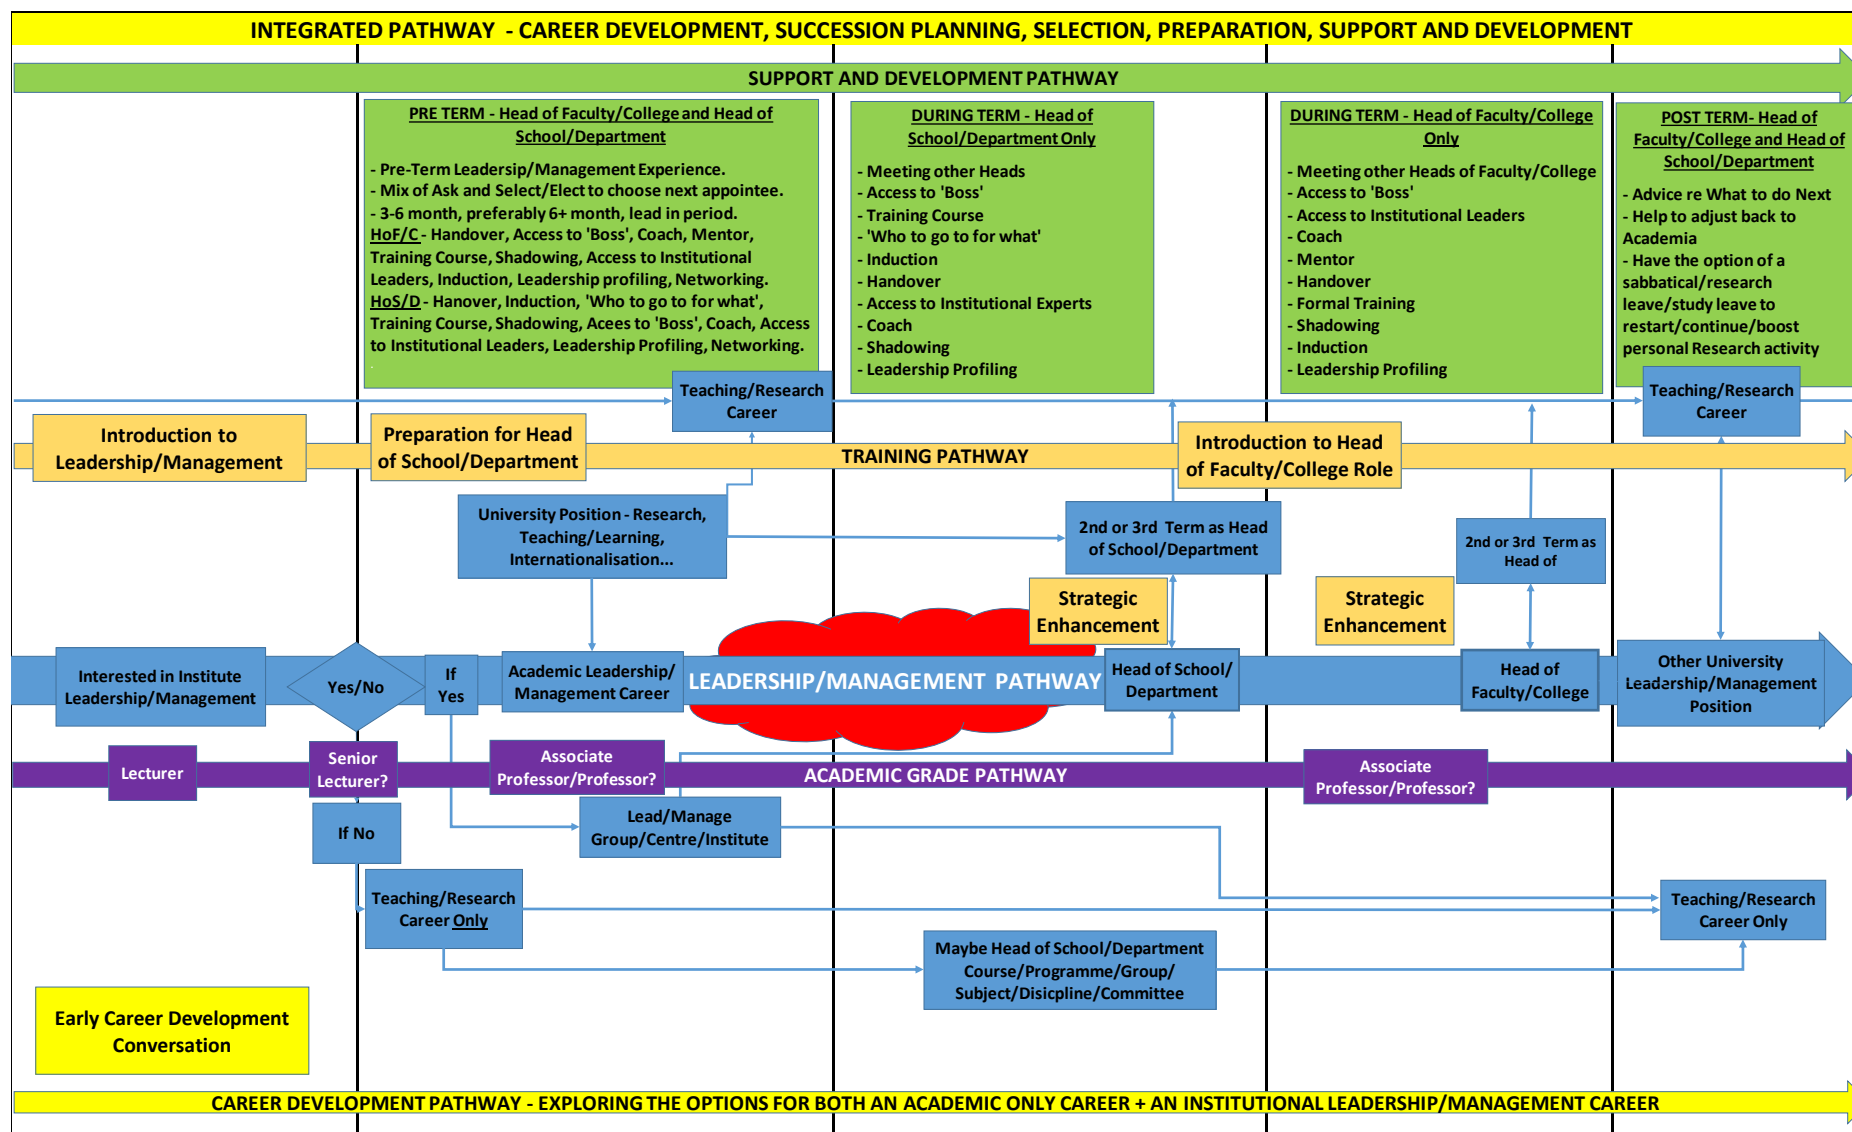 INTEGRATED PATHWAY - CAREER DEVELOPMENT, SUCCESSION PLANNING, SELECTION, PREPARATION, SUPPORT AND DEVELOPMENT
SUPPORT AND DEVELOPMENT PATHWAY
PRE TERM - Head of Faculty/College and Head of
School/Department
- Pre-Term Leadersip/Management Experience.
- Mix of Ask and Select/Elect to choose next appointee.
- 3-6 month, preferably 6+ month, lead in period.
HoF/C - Handover, Access to 'Boss', Coach, Mentor,
Training Course, Shadowing, Access to Institutional
Leaders, Induction, Leadership profiling, Networking.
HoS/D - Hanover, Induction, 'Who to go to for what',
Training Course, Shadowing, Acees to 'Boss', Coach, Access
to Institutional Leaders, Leadership Profiling, Networking.
DURING TERM - Head of
School/Department Only
- Meeting other Heads
- Access to 'Boss'
- Training Course
- 'Who to go to for what'
- Induction
- Handover
- Access to Institutional Experts
- Coach
- Shadowing
- Leadership Profiling
DURING TERM - Head of Faculty/College
Only
- Meeting other Heads of Faculty/College
- Access to 'Boss'
- Access to Institutional Leaders
- Coach
- Mentor
- Handover
- Formal Training
- Shadowing
- Induction
- Leadership Profiling
POST TERM- Head of
Faculty/College and Head of
School/Department
- Advice re What to do Next
- Help to adjust back to
Academia
- Have the option of a
sabbatical/research
leave/study leave to
restart/continue/boost
personal Research activity
Teaching/Research
Career
Teaching/Research
Career
Introduction to
Leadership/Management
Preparation for Head
of School/Department
TRAINING PATHWAY
Introduction to Head
of Faculty/College Role
University Position - Research,
Teaching/Learning,
Internationalisation...
2nd or 3rd Term as Head
of School/Department
2nd or 3rd Term as
Head of
Strategic
Enhancement
Strategic
Enhancement
Interested in Institute
Leadership/Management
Yes/No
If
Yes
Academic Leadership/
Management Career
LEADERSHIP/MANAGEMENT PATHWAY
Head of School/
Department
Head of
Faculty/College
Other University
Leadership/Management
Position
Lecturer
Senior
Lecturer?
Associate
Professor/Professor?
ACADEMIC GRADE PATHWAY
Associate
Professor/Professor?
If No
Lead/Manage
Group/Centre/Institute
Teaching/Research
Career Only
Teaching/Research
Career Only
Maybe Head of School/Department
Course/Programme/Group/
Subject/Disicpline/Committee
Early Career Development
Conversation
CAREER DEVELOPMENT PATHWAY - EXPLORING THE OPTIONS FOR BOTH AN ACADEMIC ONLY CAREER + AN INSTITUTIONAL LEADERSHIP/MANAGEMENT CAREER